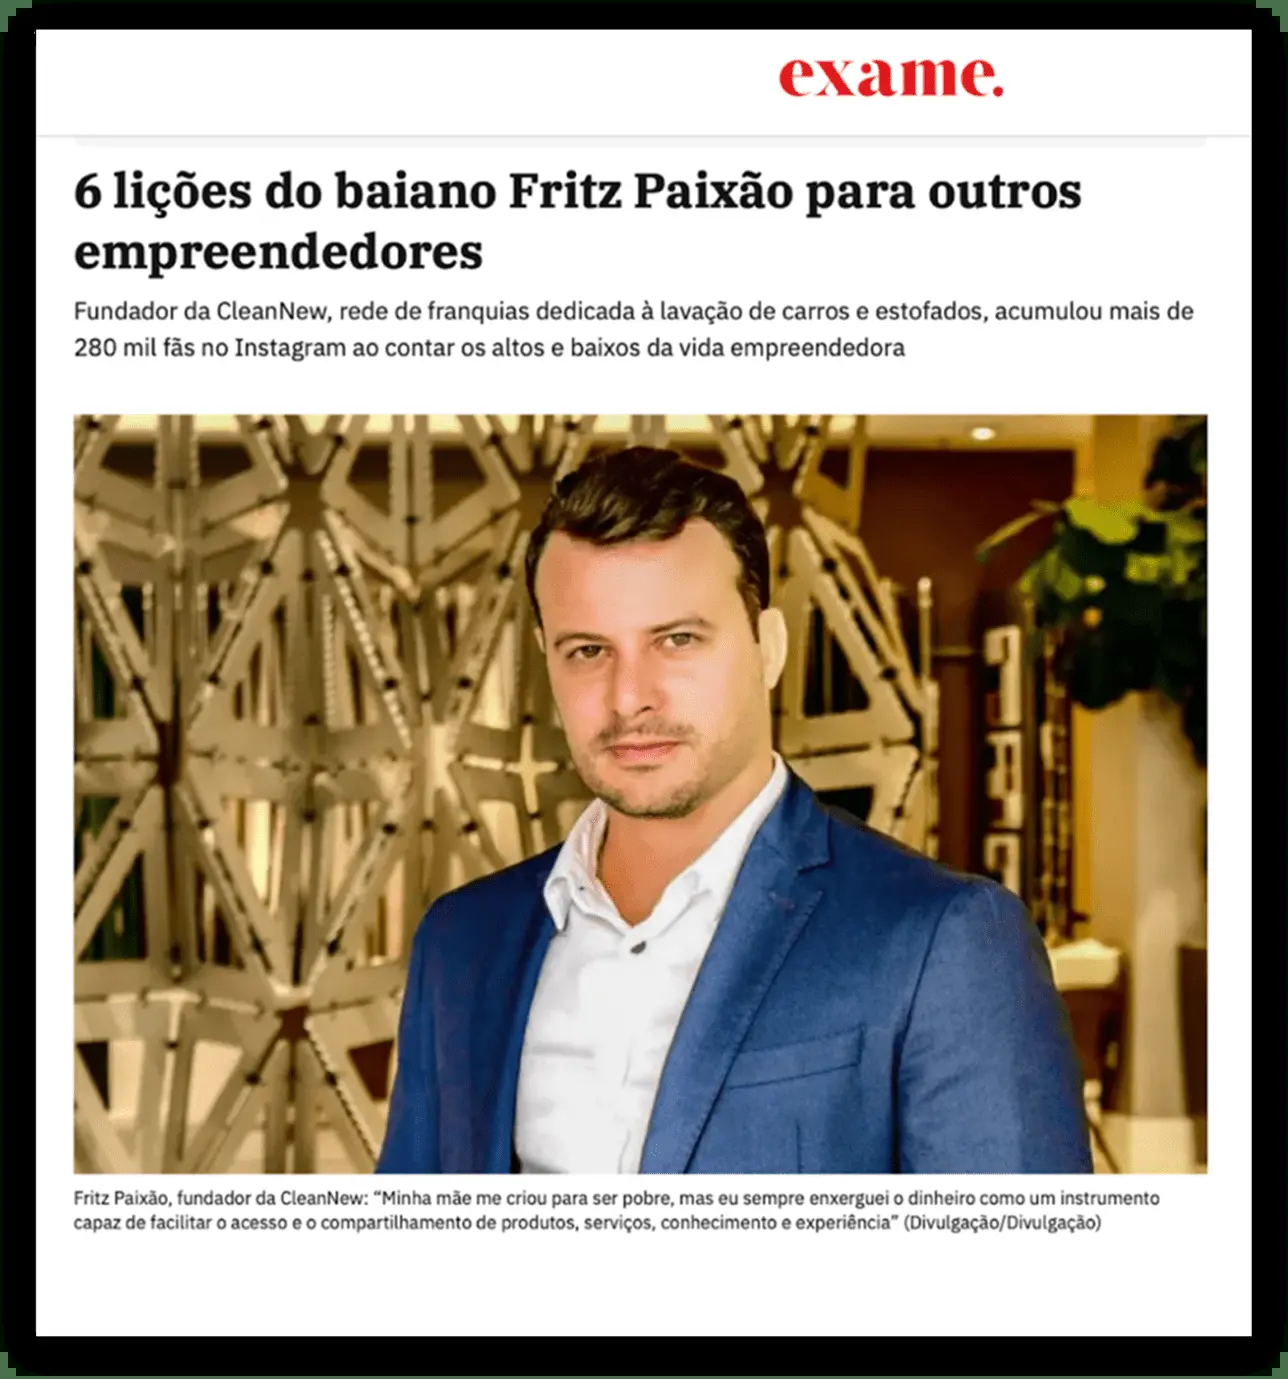 exame.
6 lições do baiano Fritz Paixão para outros
empreendedores
Fundador da CleanNew, rede de franquias dedicada à lavação de carros e estofados, acumulou mais de
280 mil fãs no Instagram ao contar os altos e baixos da vida empreendedora
Fritz Paixão, fundador da CleanNew: “Minha mãe me criou para ser pobre, mas eu sempre enxerguei o dinheiro como um instrumento
capaz de facilitar o acesso e o compartilhamento de produtos, serviços, conhecimento e experiência” (Divulgação/Divulgação)